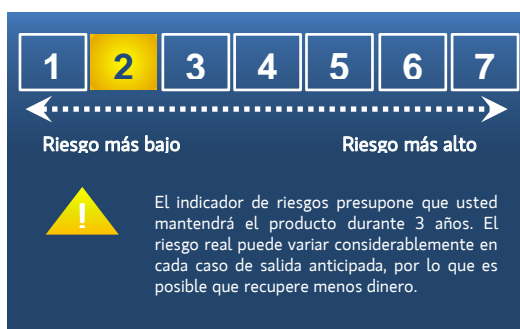 1 2 3 4 5 6 7
Riesgo más bajo Riesgo más alto
!
El indicador de riesgos presupone que usted
mantendrá el producto durante 3 años. El
riesgo real puede variar considerablemente en
cada caso de salida anticipada, por lo que es
posible que recupere menos dinero.